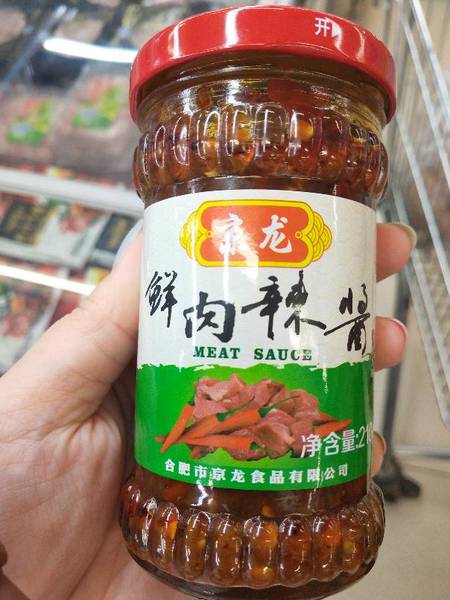 开
京龙
鲜肉辣酱
MEAT SAUCE
净含量:21
合肥市京龙食品有限公司